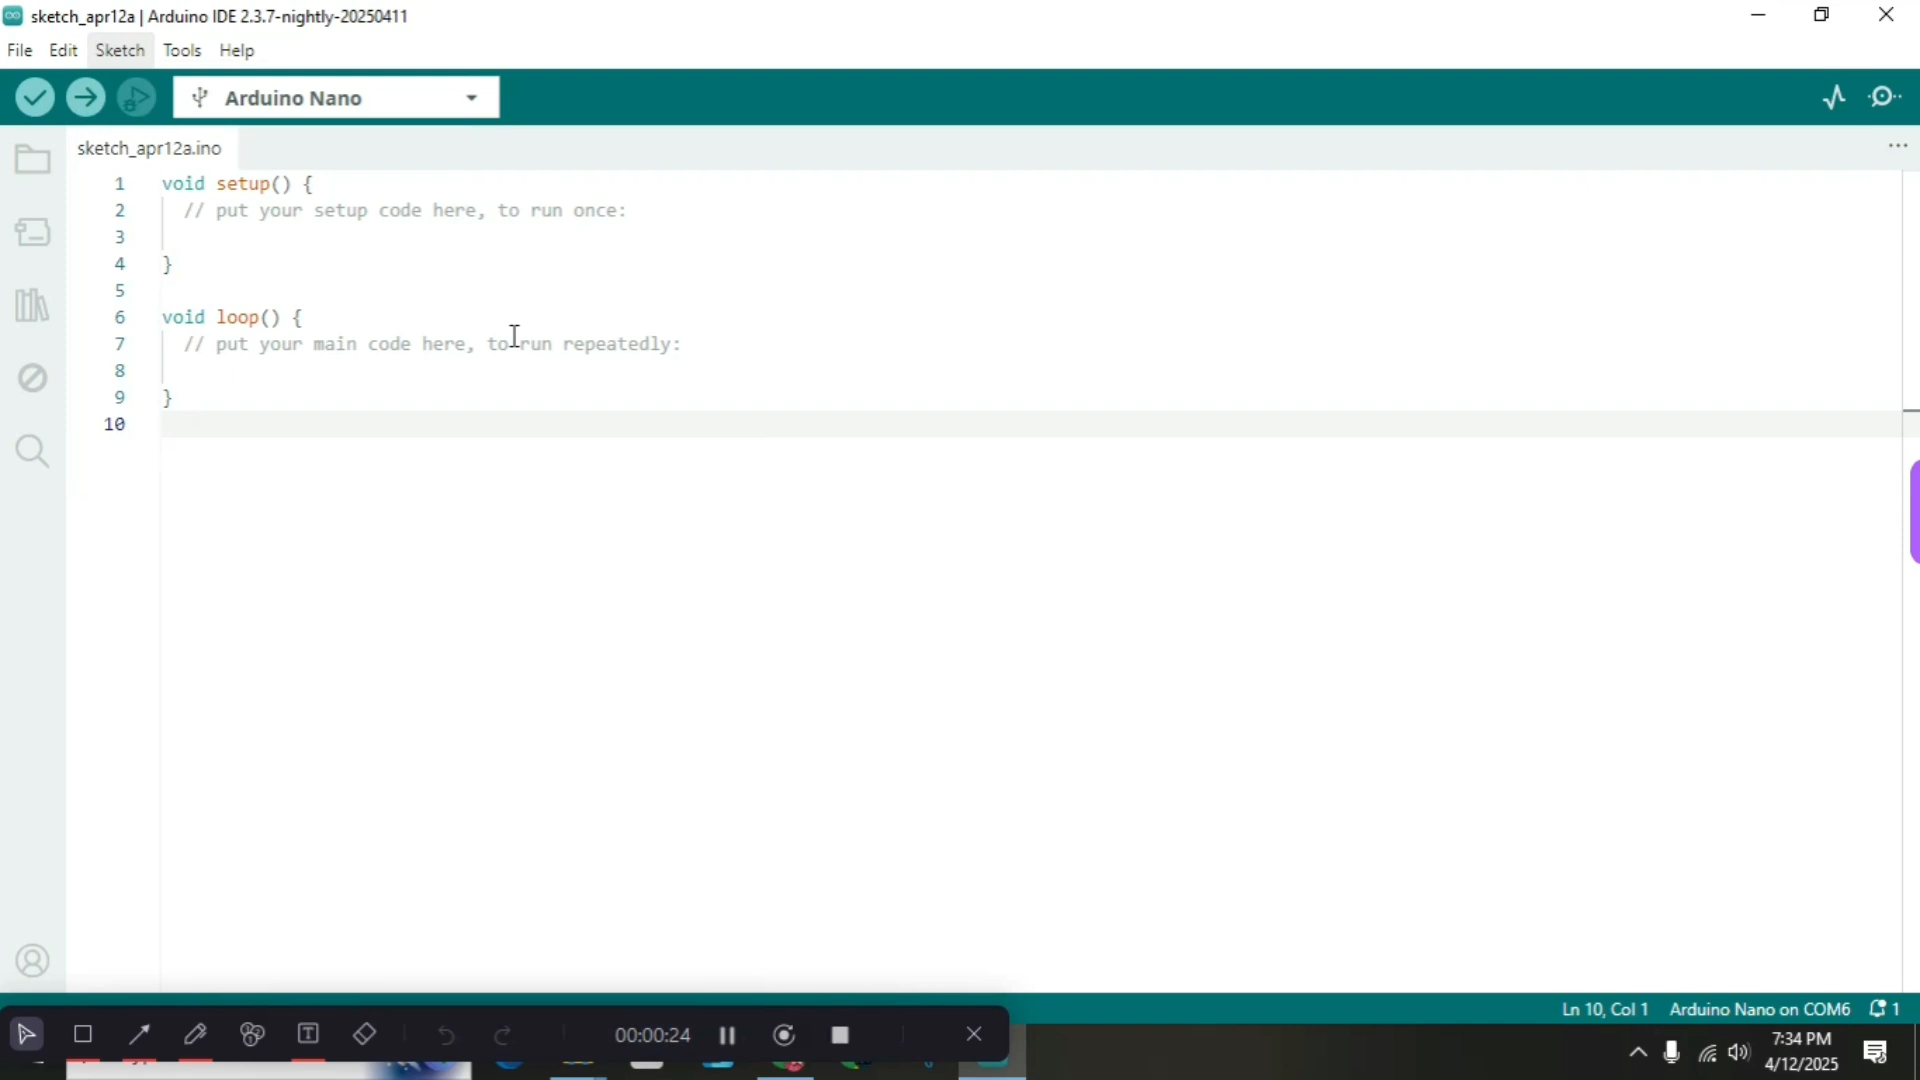 sketch_apr12a | Arduino IDE 2.3.7-nightly-20250411
File Edit Sketch Tools Help
Arduino Nano
sketch_apr12a.ino
1 void setup() {
2 // put your setup code here, to run once:
3
4 }
5
6 void loop() {
7 // put your main code here, to run repeatedly:
8
9 }
10
Ln 10, Col 1 Arduino Nano on COM6 1
00:00:24
7:34 PM
4/12/2025